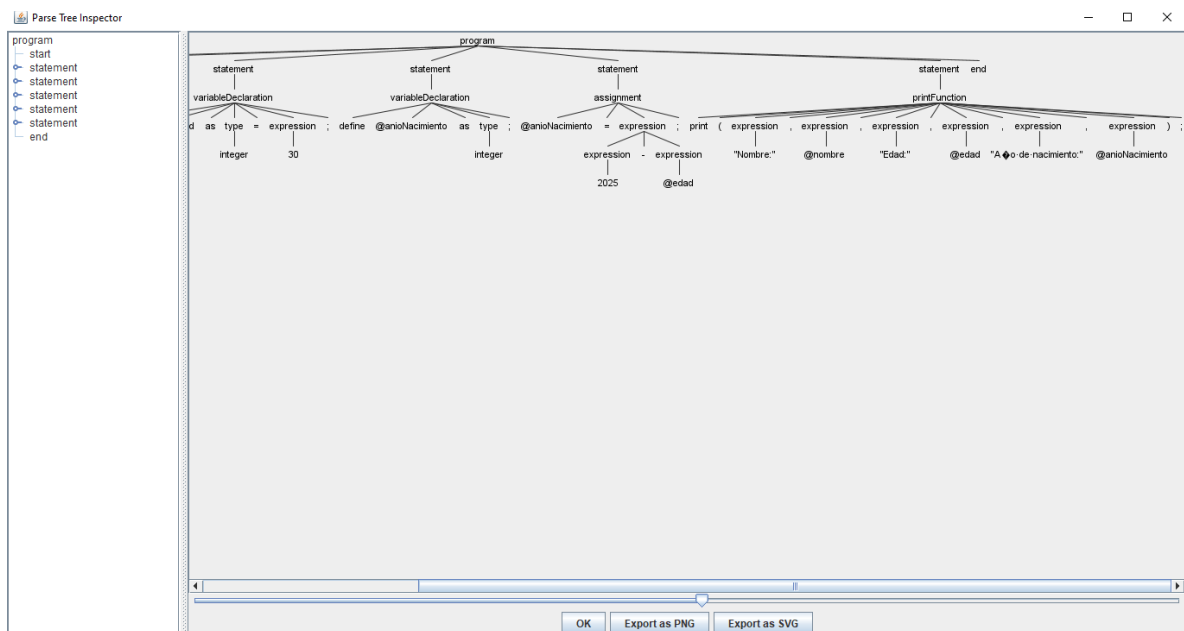 Parse Tree Inspector
program
start
statement
statement
statement
statement
statement
end
program
statement statement statement statement end
variableDeclaration variableDeclaration assignment printFunction
d as type = expression ; define @anioNacimiento as type ; @anioNacimiento = expression ; print ( expression , expression , expression , expression , expression , expression ) ;
integer 30 integer expression - expression "Nombre:" @nombre "Edad:" @edad "A�o·de·nacimiento:" @anioNacimiento
2025 @edad
OK Export as PNG Export as SVG